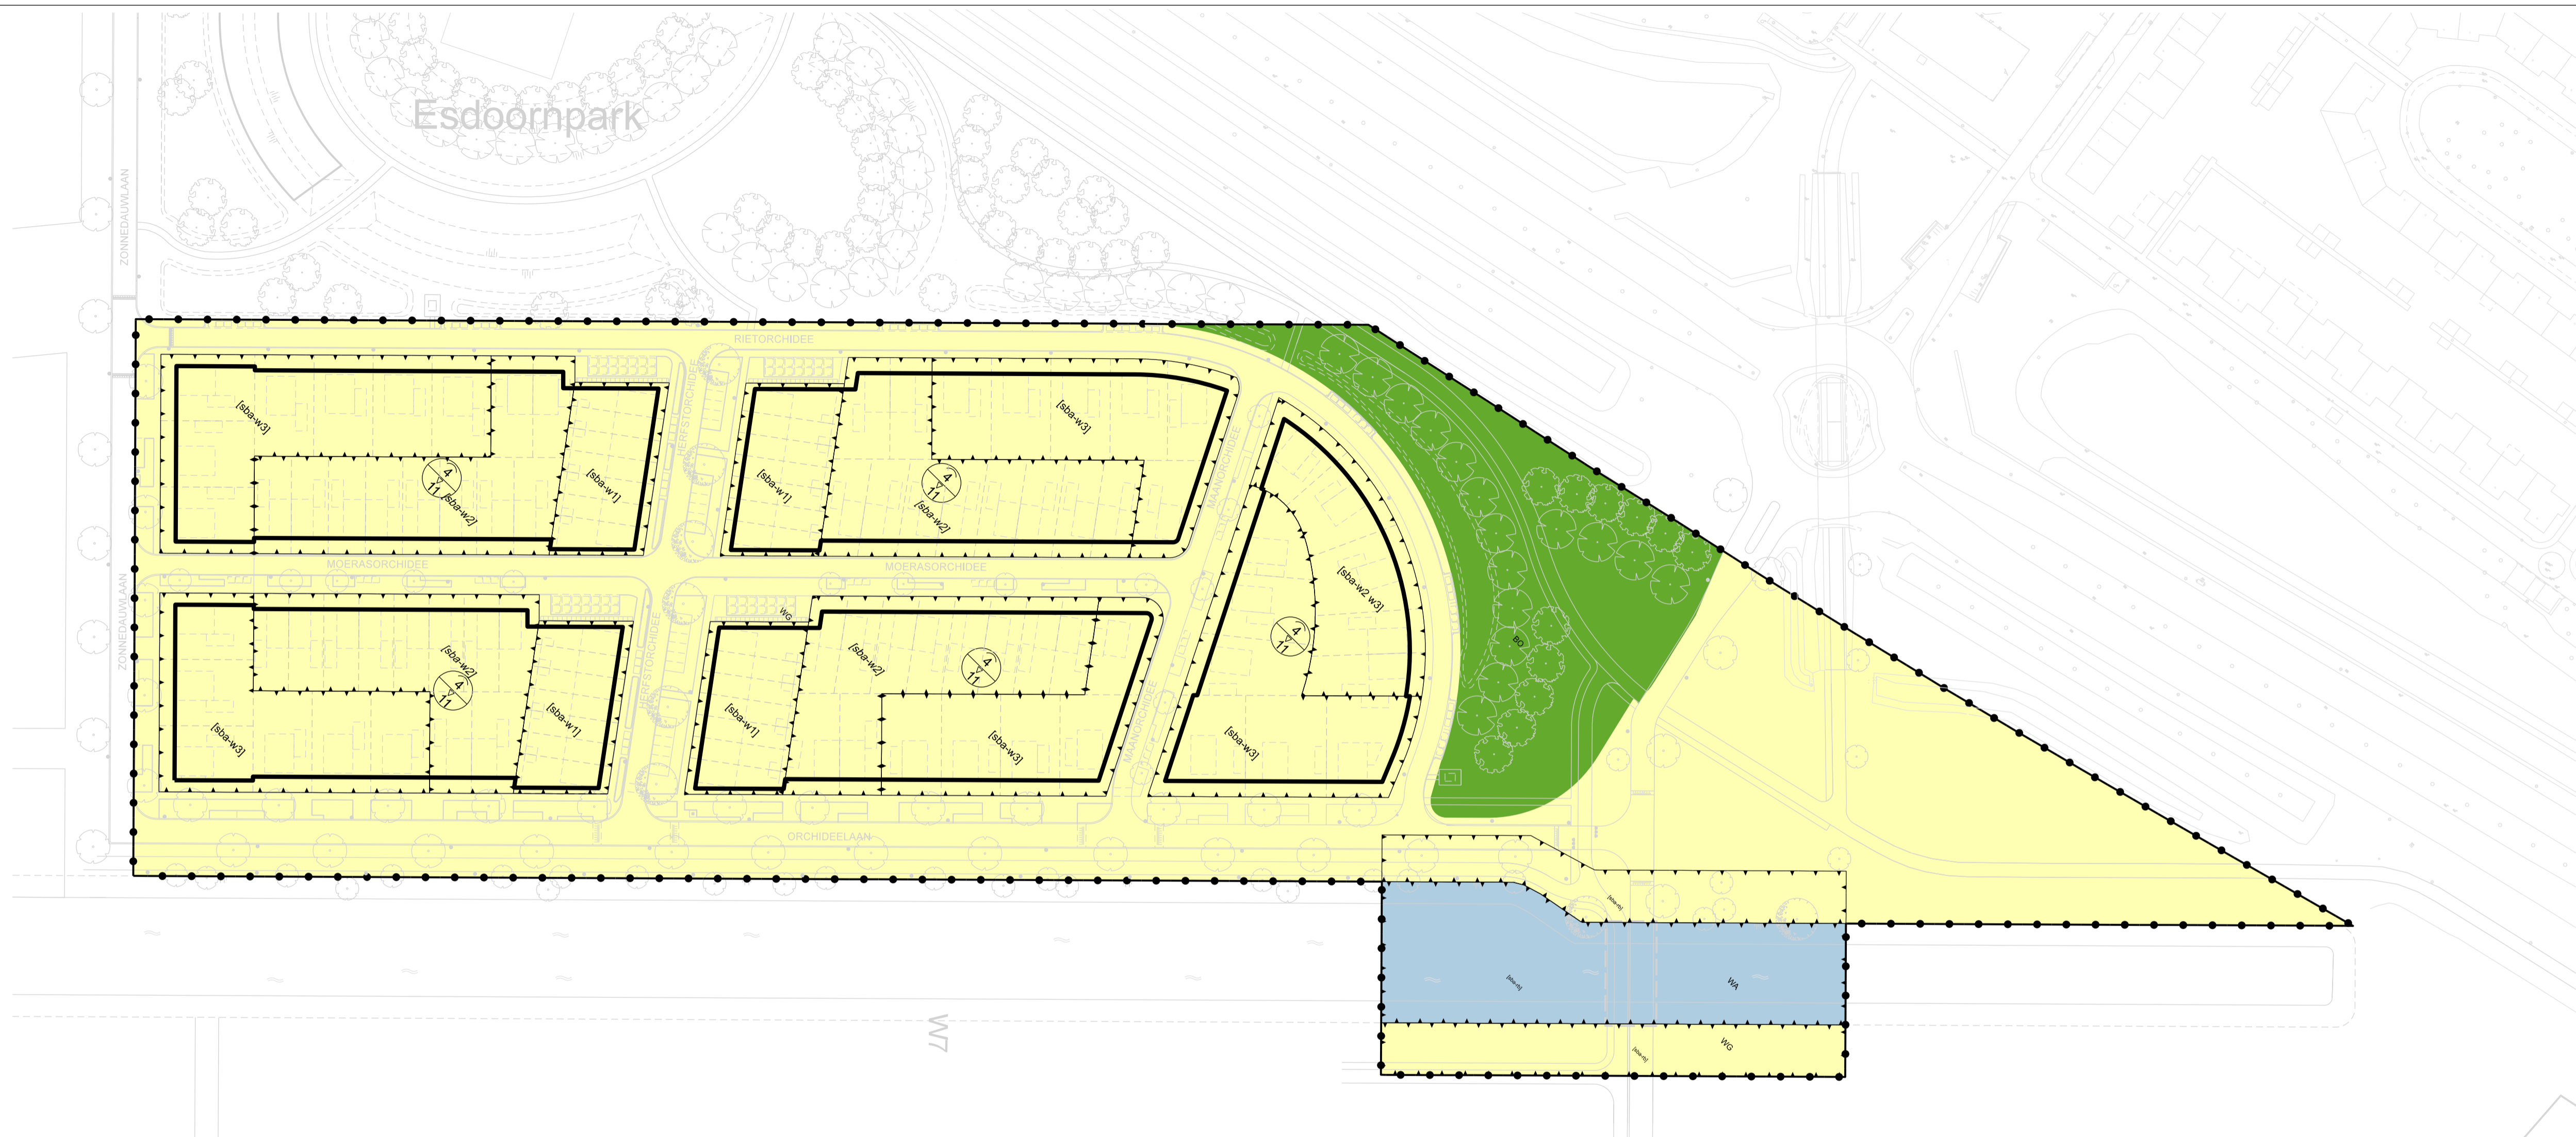 Esdoornpark
ZONNEDAUWLAAN
RIETORCHIDEE
HERFSTORCHIDEE
[sba-w3]
[sba-w3]
MAANORCHIDEE
4
11
[sba-w2]
[sba-w1]
[sba-w1]
4
11
[sba-w2]
MOERASORCHIDEE
MOERASORCHIDEE
[sba-w2 w3]
ZONNEDAUWLAAN
HERFSTORCHIDEE
WG
4
11
BO
[sba-w2]
4
11
[sba-w2]
4
11
[sba-w3]
[sba-w1]
[sba-w1]
MAANORCHIDEE
[sba-w3]
[sba-w3]
ORCHIDEELAAN
WA
W7
WG